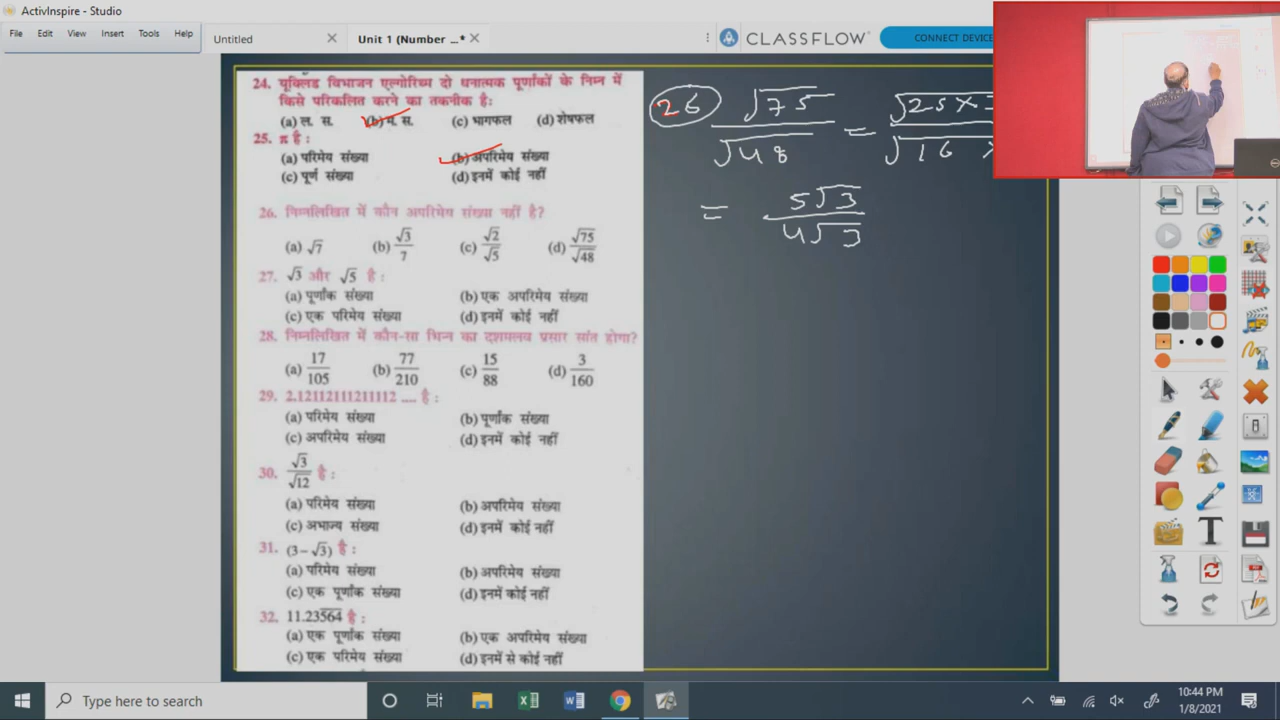 ActivInspire - Studio
File Edit View Insert Tools Help
Untitled
Unit 1 (Number ...*
CLASSFLOW
CONNECT DEVICE
24. यूक्लिड विभाजन एल्गोरिथ्म दो धनात्मक पूर्णांकों के निम्न में
किसे परिकलित करने का तकनीक है:
(a) ल. स. (b) म. स. (c) भागफल (d) शेषफल
25. π है :
(a) परिमेय संख्या (b) अपरिमेय संख्या
(c) पूर्ण संख्या (d) इनमें कोई नहीं
26. निम्नलिखित में कौन अपरिमेय संख्या नहीं है?
(a) √7 (b) √3/7 (c) √2/√5 (d) √75/√48
27. √3 और √5 है :
(a) पूर्णांक संख्या (b) एक अपरिमेय संख्या
(c) एक परिमेय संख्या (d) इनमें कोई नहीं
28. निम्नलिखित में कौन-सा भिन्न का दशमलव प्रसार सांत होगा?
(a) 17/105 (b) 77/210 (c) 15/88 (d) 3/160
29. 2.12112111211112 .... है :
(a) परिमेय संख्या (b) पूर्णांक संख्या
(c) अपरिमेय संख्या (d) इनमें कोई नहीं
30. √3/√12 है :
(a) परिमेय संख्या (b) अपरिमेय संख्या
(c) अभाज्य संख्या (d) इनमें कोई नहीं
31. (3 – √3) है :
(a) परिमेय संख्या (b) अपरिमेय संख्या
(c) एक पूर्णांक संख्या (d) इनमें कोई नहीं
32. 11.23564 है :
(a) एक पूर्णांक संख्या (b) एक अपरिमेय संख्या
(c) एक परिमेय संख्या (d) इनमें से कोई नहीं
26 √75/√48 = √25×/√16×
= 5√3/4√3
Type here to search
10:44 PM
1/8/2021